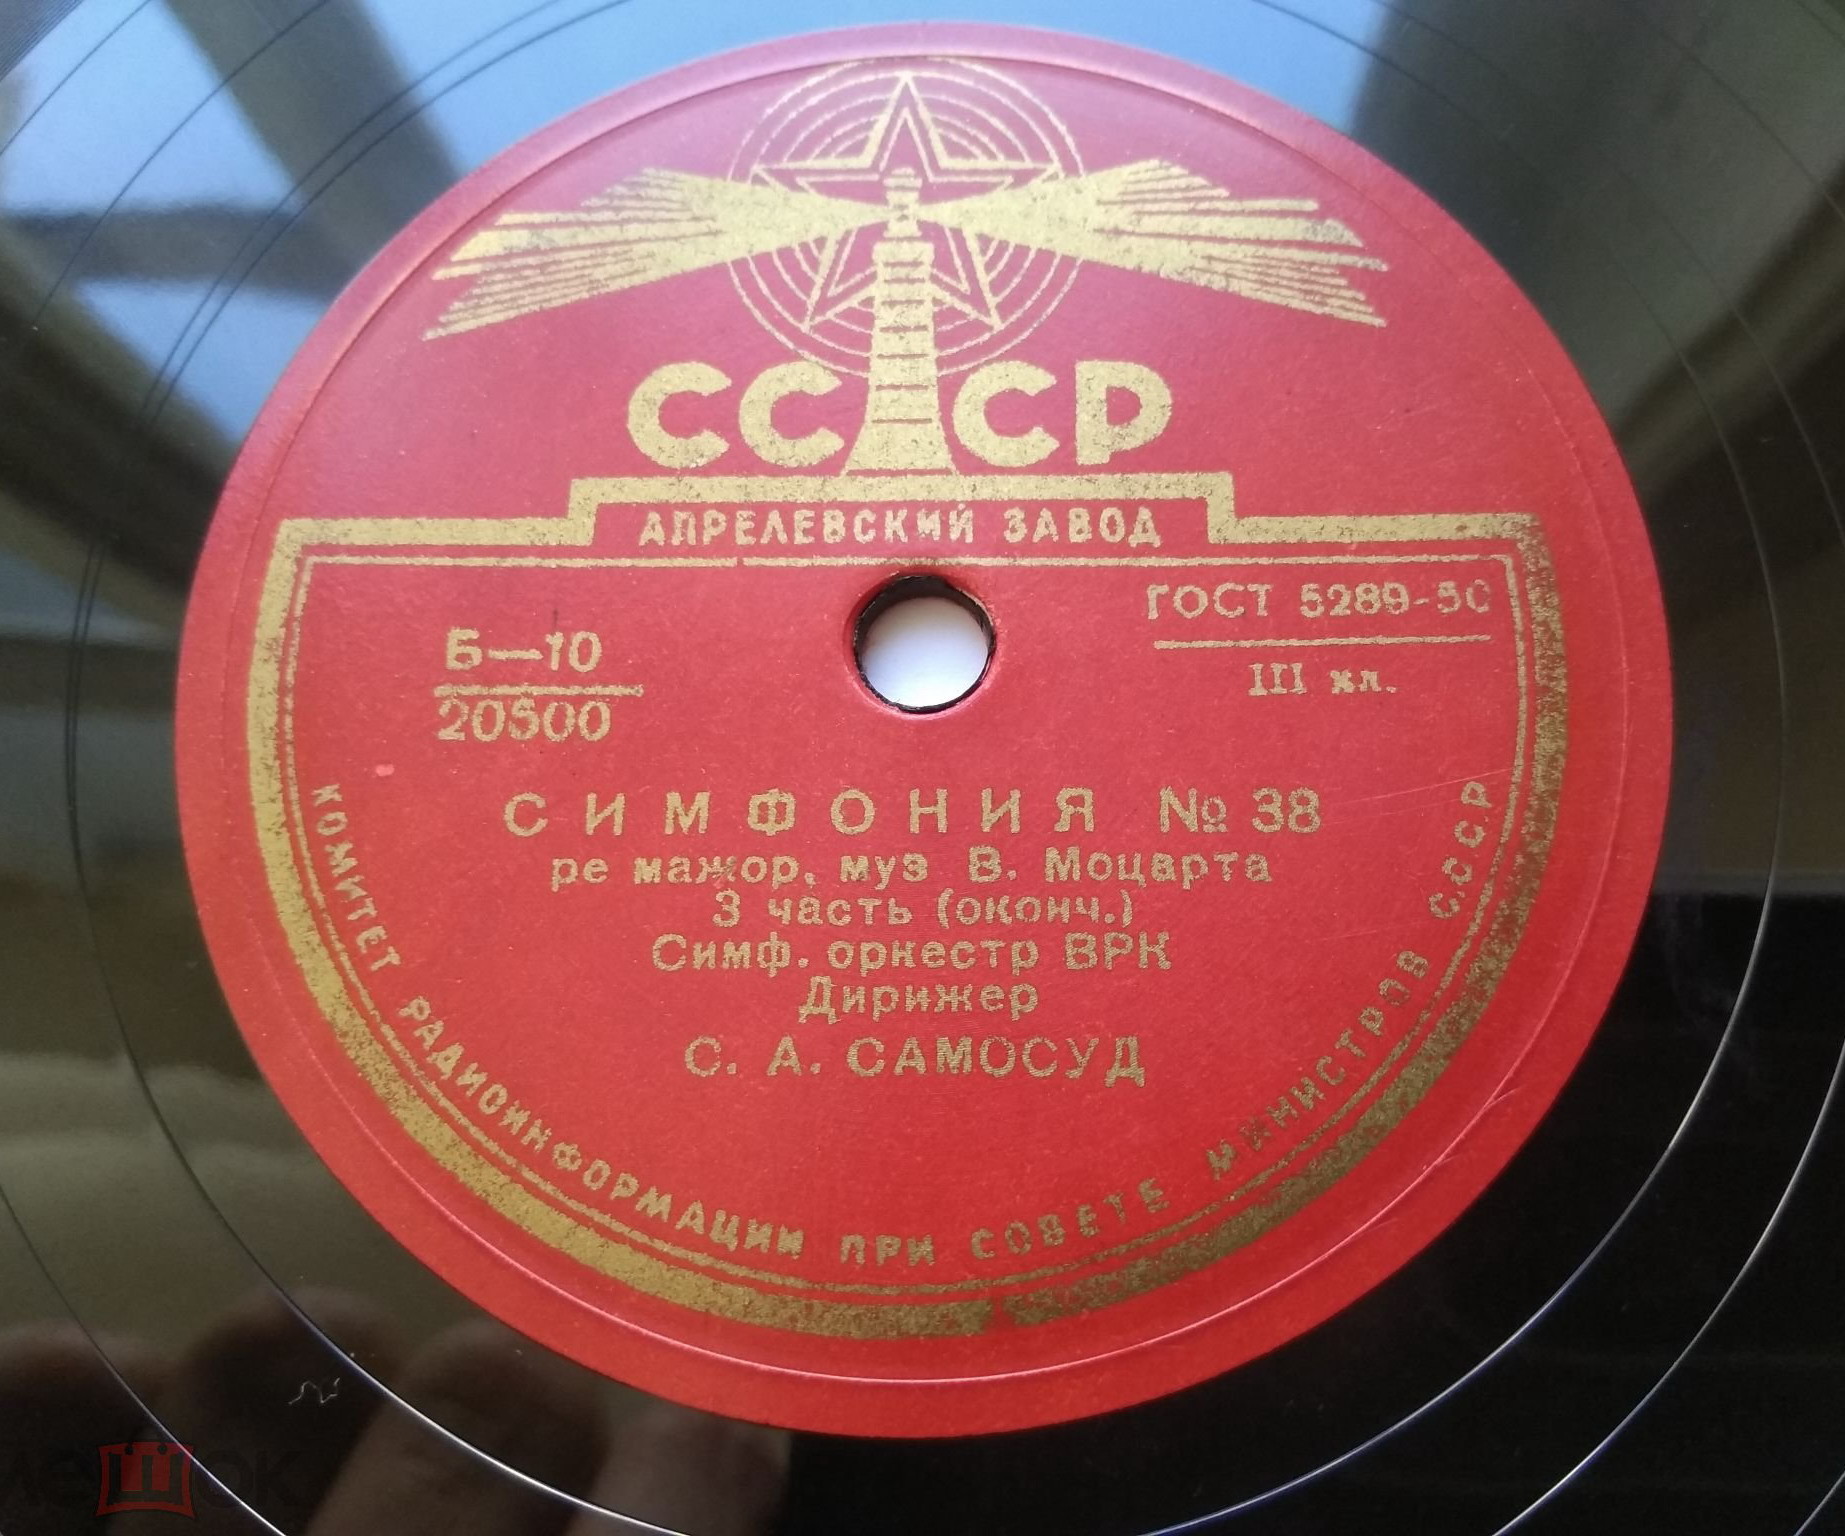 СССР
АПРЕЛЕВСКИЙ ЗАВОД
ГОСТ 5289-50
III кл.
Б—10
20500
СИМФОНИЯ № 38
ре мажор, муз В. Моцарта
3 часть (оконч.)
Симф. оркестр ВРК
Дирижер
С. А. САМОСУД
КОМИТЕТ РАДИОИНФОРМАЦИИ ПРИ СОВЕТЕ МИНИСТРОВ С.С.С.Р
мешок